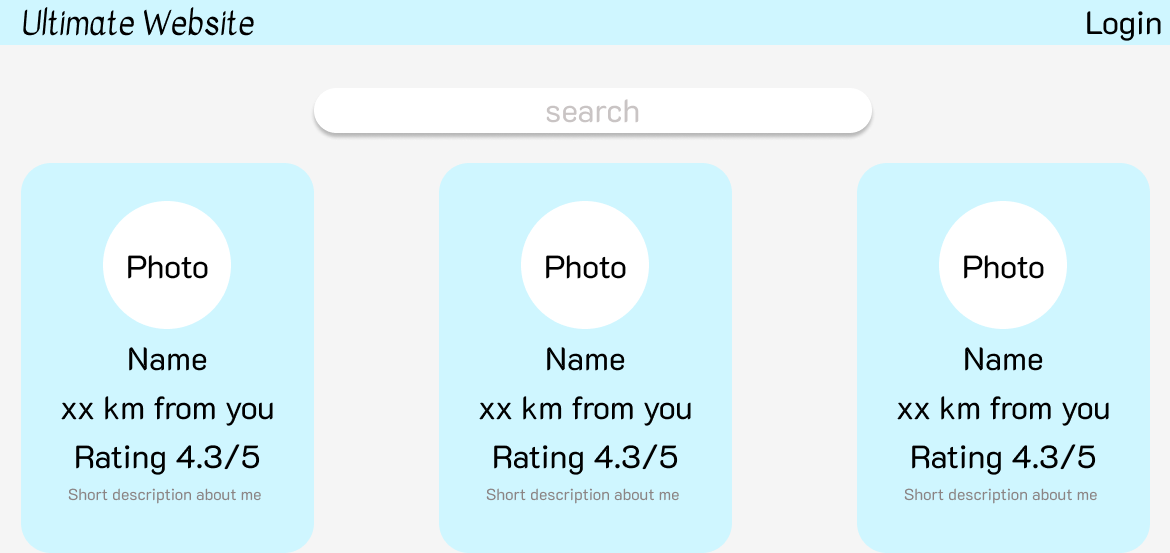 Ultimate Website
Login
search
Photo
Name
xx km from you
Rating 4.3/5
Short description about me
Photo
Name
xx km from you
Rating 4.3/5
Short description about me
Photo
Name
xx km from you
Rating 4.3/5
Short description about me